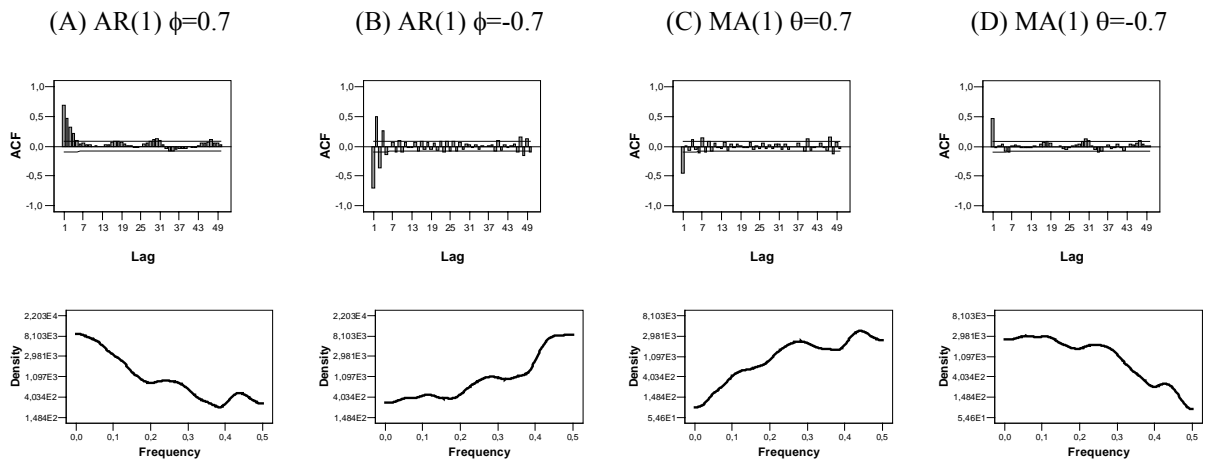 (A) AR(1) ϕ=0.7
(B) AR(1) ϕ=-0.7
(C) MA(1) θ=0.7
(D) MA(1) θ=-0.7
ACF
1,0
0,5
0,0
-0,5
-1,0
1 7 13 19 25 31 37 43 49
Lag
ACF
1,0
0,5
0,0
-0,5
-1,0
1 7 13 19 25 31 37 43 49
Lag
ACF
1,0
0,5
0,0
-0,5
-1,0
1 7 13 19 25 31 37 43 49
Lag
ACF
1,0
0,5
0,0
-0,5
-1,0
1 7 13 19 25 31 37 43 49
Lag
Density
2,203E4
8,103E3
2,981E3
1,097E3
4,034E2
1,484E2
0,0 0,1 0,2 0,3 0,4 0,5
Frequency
Density
2,203E4
8,103E3
2,981E3
1,097E3
4,034E2
1,484E2
0,0 0,1 0,2 0,3 0,4 0,5
Frequency
Density
8,103E3
2,981E3
1,097E3
4,034E2
1,484E2
5,46E1
0,0 0,1 0,2 0,3 0,4 0,5
Frequency
Density
8,103E3
2,981E3
1,097E3
4,034E2
1,484E2
5,46E1
0,0 0,1 0,2 0,3 0,4 0,5
Frequency